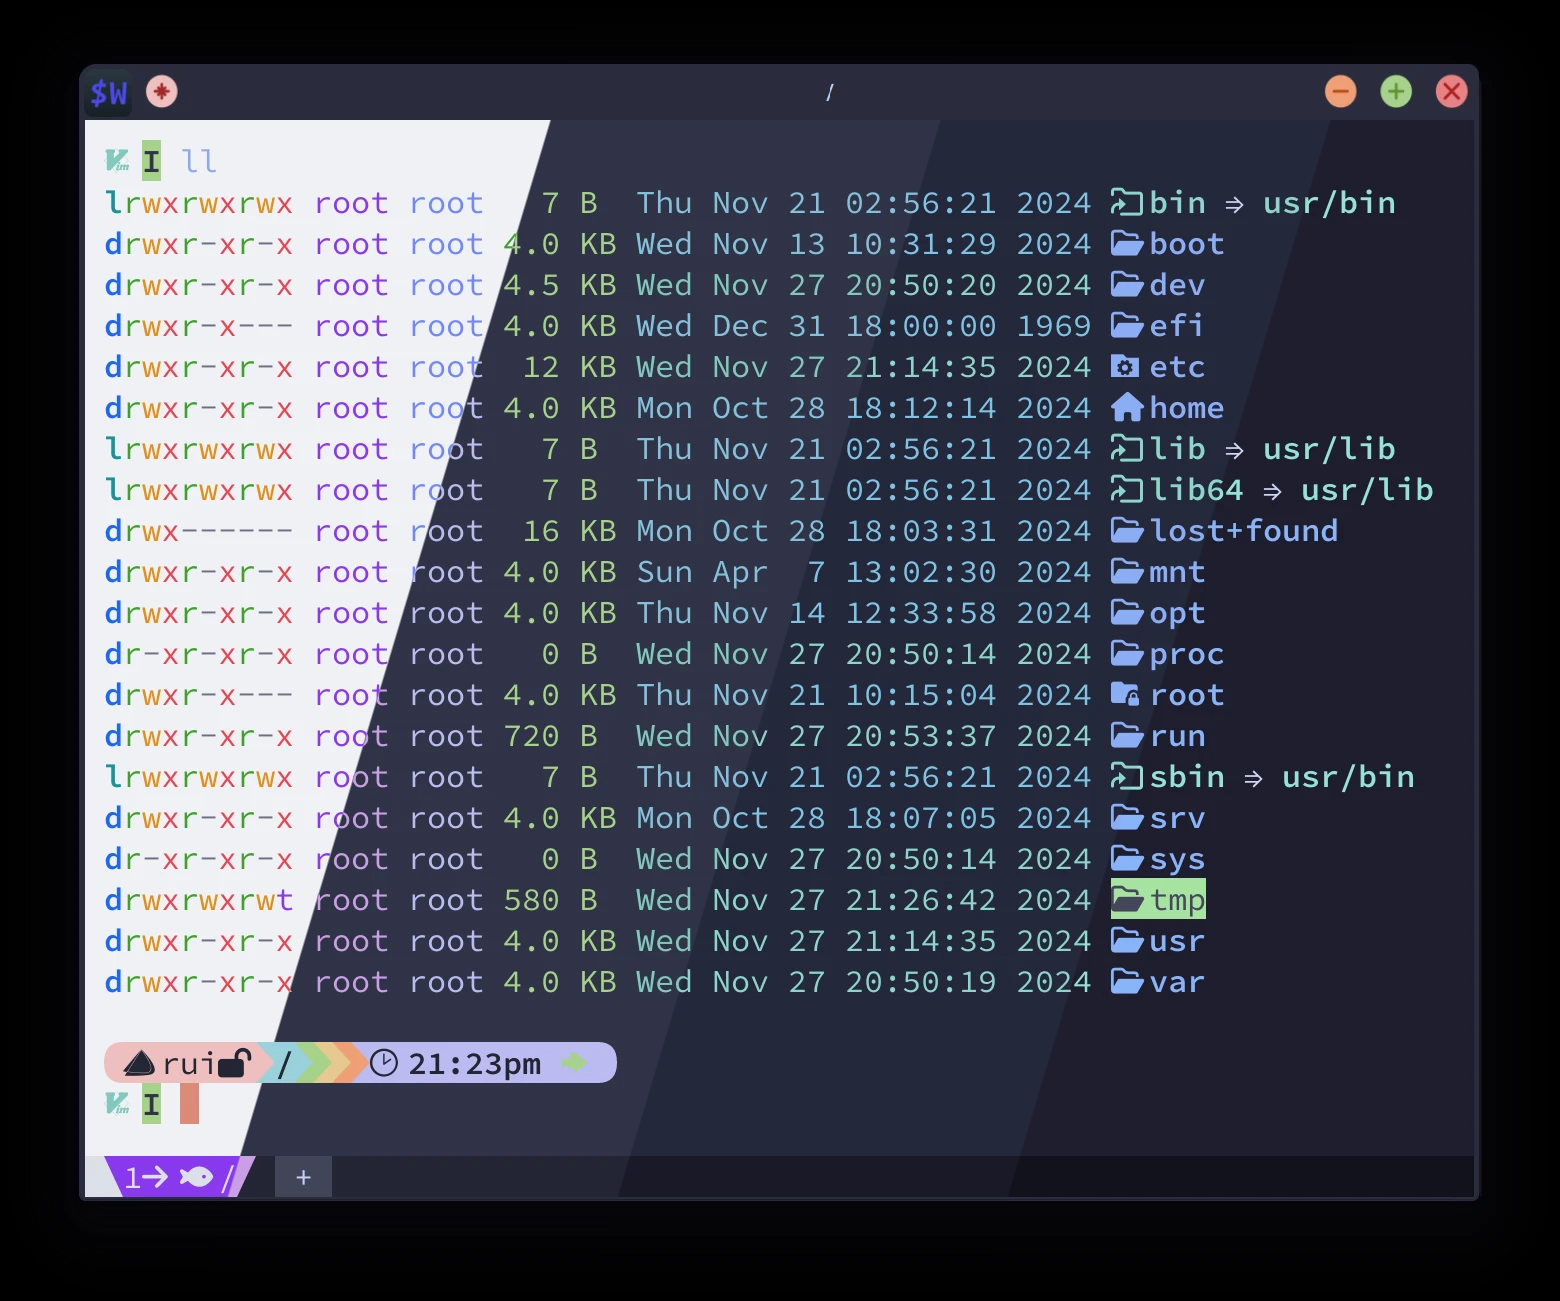 $W
/
Vim I ll
lrwxrwxrwx root root 7 B Thu Nov 21 02:56:21 2024 bin ⇒ usr/bin
drwxr-xr-x root root 4.0 KB Wed Nov 13 10:31:29 2024 boot
drwxr-xr-x root root 4.5 KB Wed Nov 27 20:50:20 2024 dev
drwxr-x--- root root 4.0 KB Wed Dec 31 18:00:00 1969 efi
drwxr-xr-x root root 12 KB Wed Nov 27 21:14:35 2024 etc
drwxr-xr-x root root 4.0 KB Mon Oct 28 18:12:14 2024 home
lrwxrwxrwx root root 7 B Thu Nov 21 02:56:21 2024 lib ⇒ usr/lib
lrwxrwxrwx root root 7 B Thu Nov 21 02:56:21 2024 lib64 ⇒ usr/lib
drwx------ root root 16 KB Mon Oct 28 18:03:31 2024 lost+found
drwxr-xr-x root root 4.0 KB Sun Apr 7 13:02:30 2024 mnt
drwxr-xr-x root root 4.0 KB Thu Nov 14 12:33:58 2024 opt
dr-xr-xr-x root root 0 B Wed Nov 27 20:50:14 2024 proc
drwxr-x--- root root 4.0 KB Thu Nov 21 10:15:04 2024 root
drwxr-xr-x root root 720 B Wed Nov 27 20:53:37 2024 run
lrwxrwxrwx root root 7 B Thu Nov 21 02:56:21 2024 sbin ⇒ usr/bin
drwxr-xr-x root root 4.0 KB Mon Oct 28 18:07:05 2024 srv
dr-xr-xr-x root root 0 B Wed Nov 27 20:50:14 2024 sys
drwxrwxrwt root root 580 B Wed Nov 27 21:26:42 2024 tmp
drwxr-xr-x root root 4.0 KB Wed Nov 27 21:14:35 2024 usr
drwxr-xr-x root root 4.0 KB Wed Nov 27 20:50:19 2024 var
rui / 21:23pm
Vim I
1→ / +